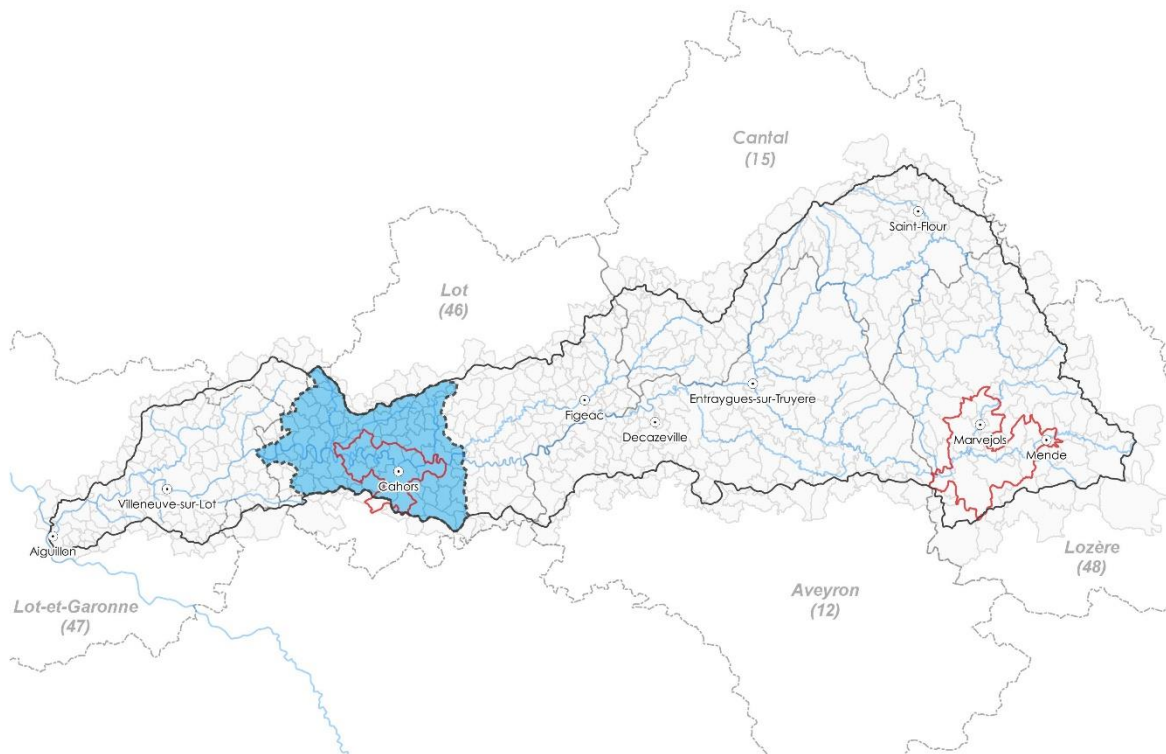 Cantal
(15)
Saint-Flour
Lot
(46)
Entraygues-sur-Truyere
Figeac
Decazeville
Marvejols
Mende
Cahors
Villeneuve-sur-Lot
Aiguillon
Lozère
(48)
Aveyron
(12)
Lot-et-Garonne
(47)